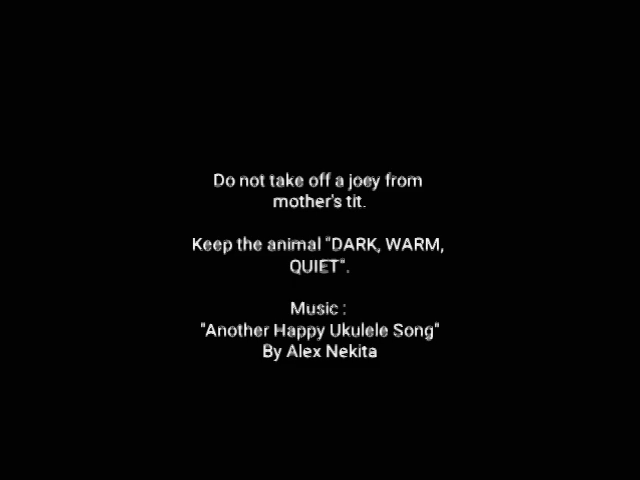 Do not take off a joey from
mother's tit.
Keep the animal "DARK, WARM,
QUIET".
Music :
"Another Happy Ukulele Song"
By Alex Nekita